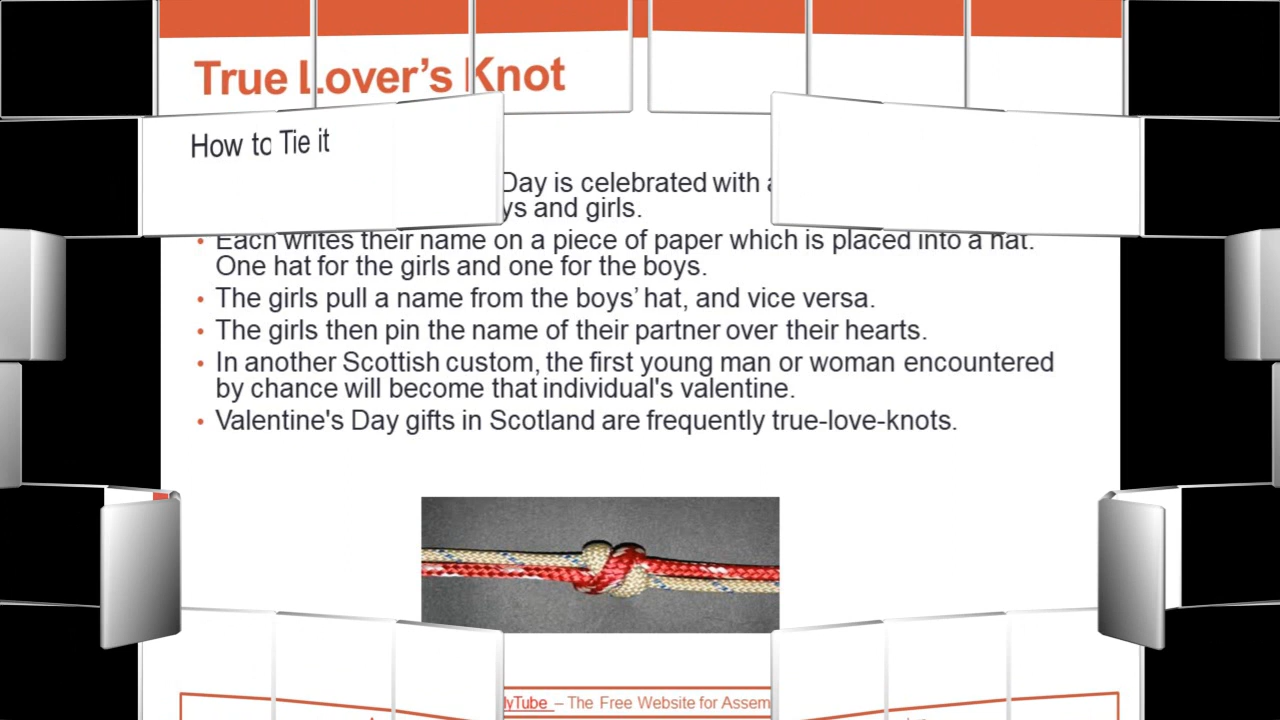 True Lover's Knot
How to Tie it
Day is celebrated with
and girls.
• Each writes their name on a piece of paper which is placed into a hat.
One hat for the girls and one for the boys.
• The girls pull a name from the boys' hat, and vice versa.
• The girls then pin the name of their partner over their hearts.
• In another Scottish custom, the first young man or woman encountered
by chance will become that individual's valentine.
• Valentine's Day gifts in Scotland are frequently true-love-knots.
lyTube – The Free Website for Assem